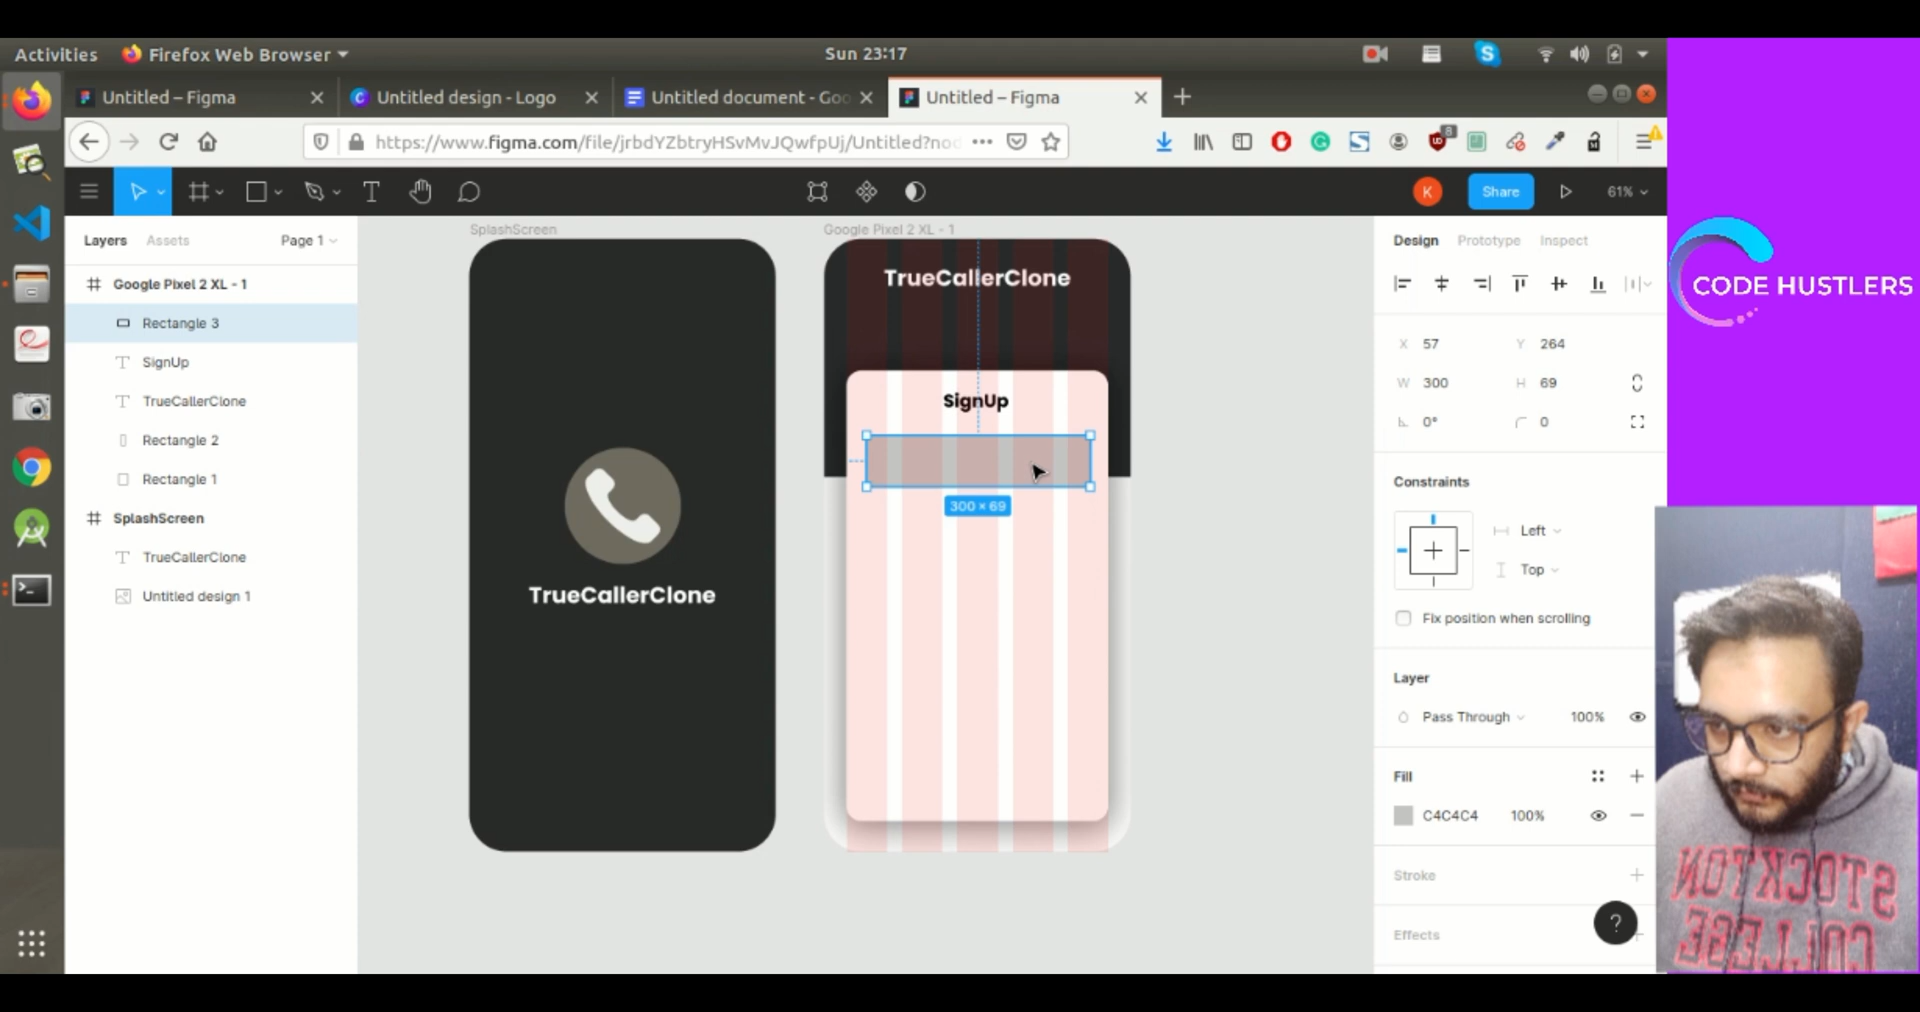 Activities
Firefox Web Browser
Sun 23:17
Untitled – Figma
Untitled design - Logo
Untitled document - Goo
Untitled – Figma
https://www.figma.com/file/jrbdYZbtryHSvMvJQwfpUj/Untitled?nod
8
K
Share
61%
Layers
Assets
Page 1
Google Pixel 2 XL - 1
Rectangle 3
SignUp
TrueCallerClone
Rectangle 2
Rectangle 1
SplashScreen
TrueCallerClone
Untitled design 1
SplashScreen
TrueCallerClone
Google Pixel 2 XL - 1
TrueCallerClone
SignUp
300 × 69
Design
Prototype
Inspect
X 57
Y 264
W 300
H 69
0°
0
Constraints
Left
Top
Fix position when scrolling
Layer
Pass Through
100%
Fill
C4C4C4
100%
Stroke
Effects
?
CODE HUSTLERS
STOCKTON
COLLEGE